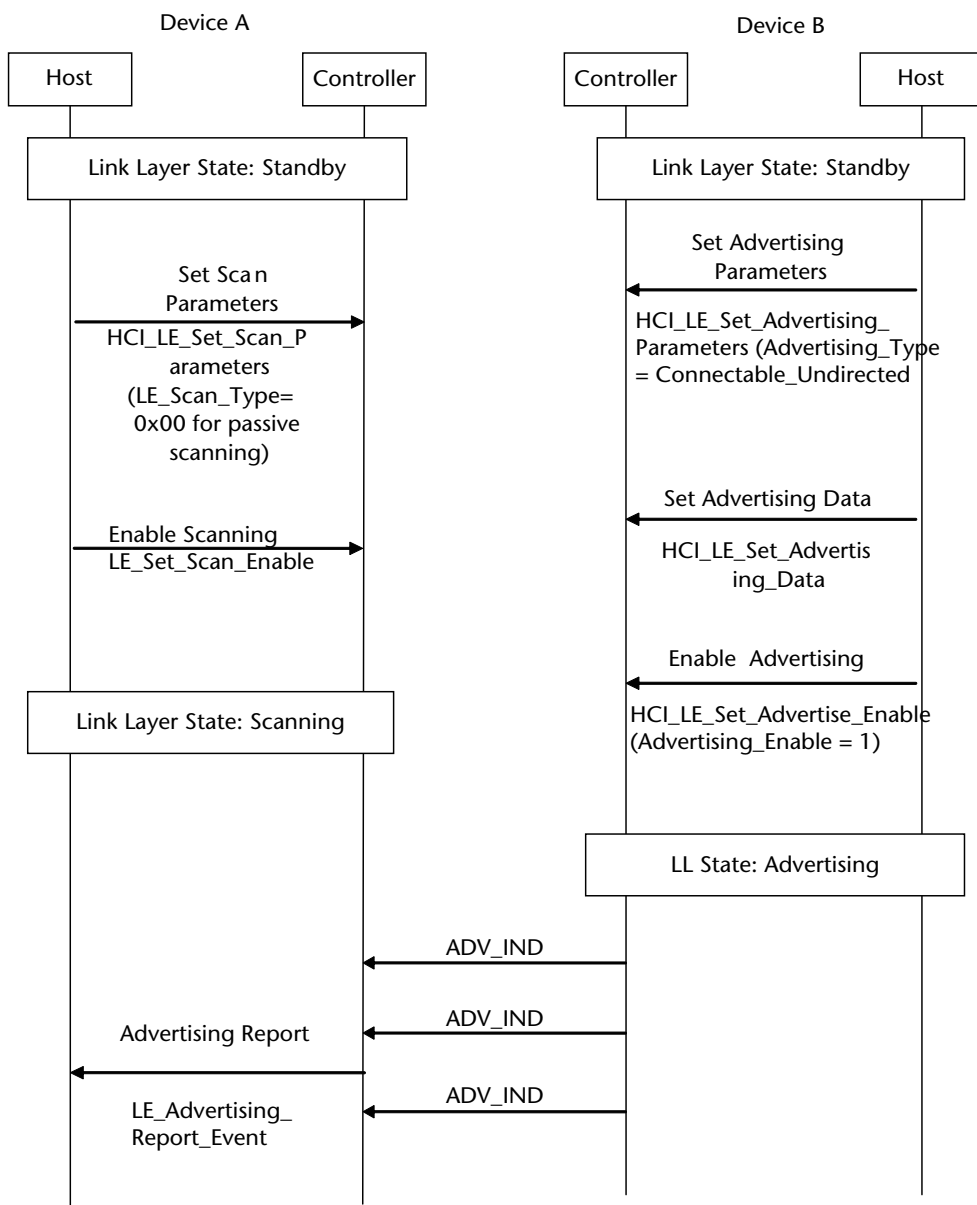 Device A
Device B
Host
Controller
Controller
Host
Link Layer State: Standby
Link Layer State: Standby
Set Advertising
Parameters
Set Scan
Parameters
HCI_LE_Set_Scan_P
arameters
(LE_Scan_Type=
0x00 for passive
scanning)
HCI_LE_Set_Advertising_
Parameters (Advertising_Type
= Connectable_Undirected
Set Advertising Data
HCI_LE_Set_Advertis
ing_Data
Enable Scanning
LE_Set_Scan_Enable
Enable Advertising
HCI_LE_Set_Advertise_Enable
(Advertising_Enable = 1)
Link Layer State: Scanning
LL State: Advertising
ADV_IND
ADV_IND
Advertising Report
ADV_IND
LE_Advertising_
Report_Event